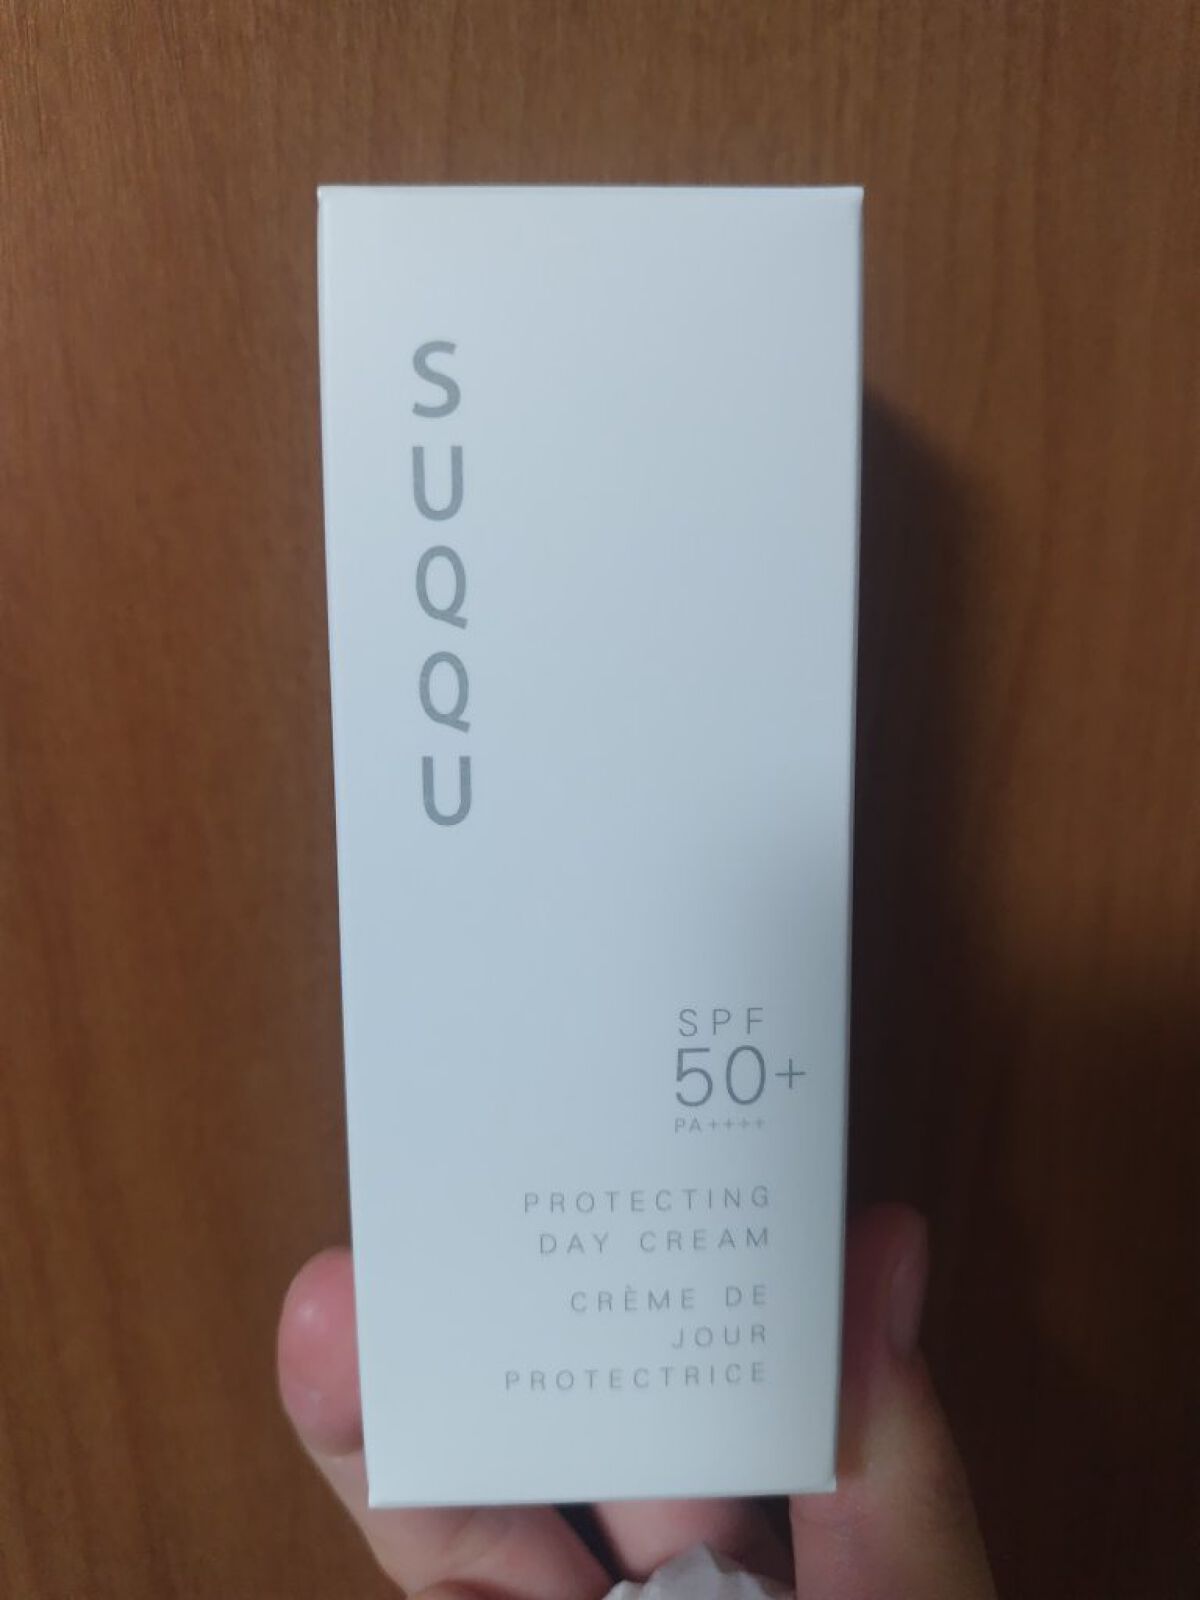 SUQQU
SPF
50+
PA++++
PROTECTING
DAY CREAM
CRÈME DE
JOUR
PROTECTRICE